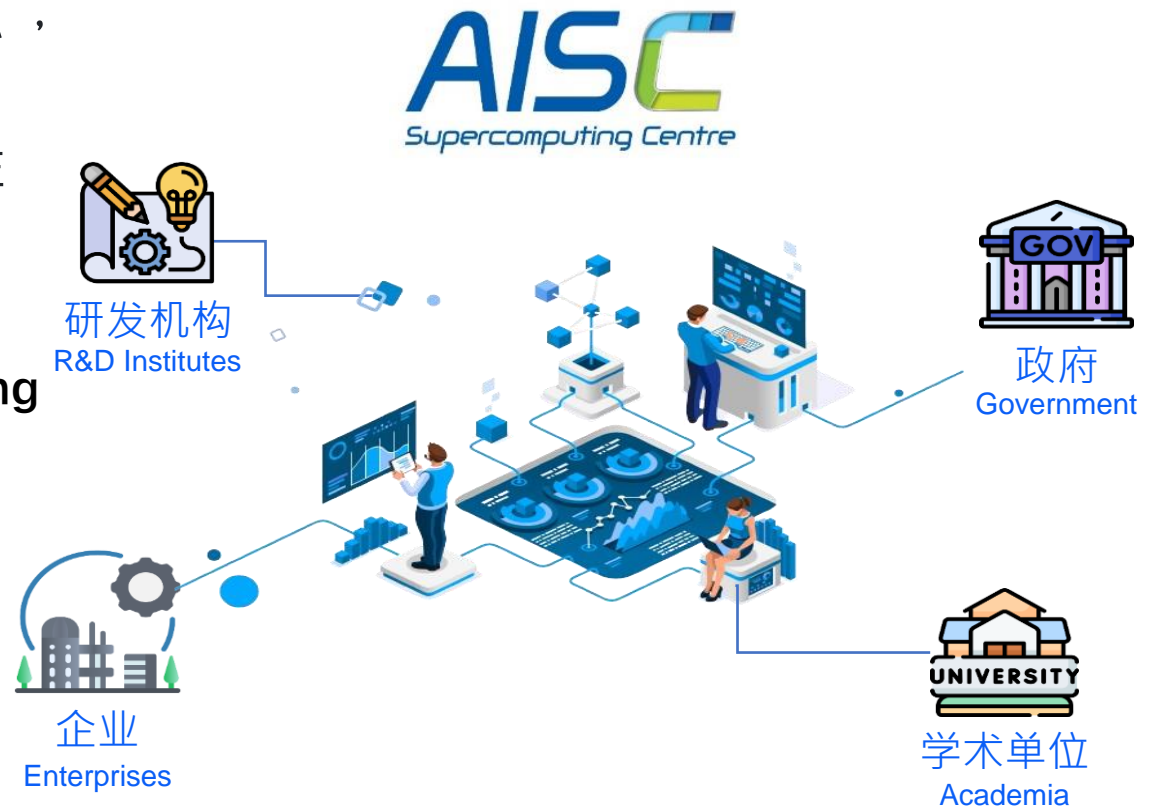 AISC
Supercomputing Centre
GOV
研发机构
R&D Institutes
政府
Government
ng
UNIVERSITY
企业
Enterprises
学术单位
Academia